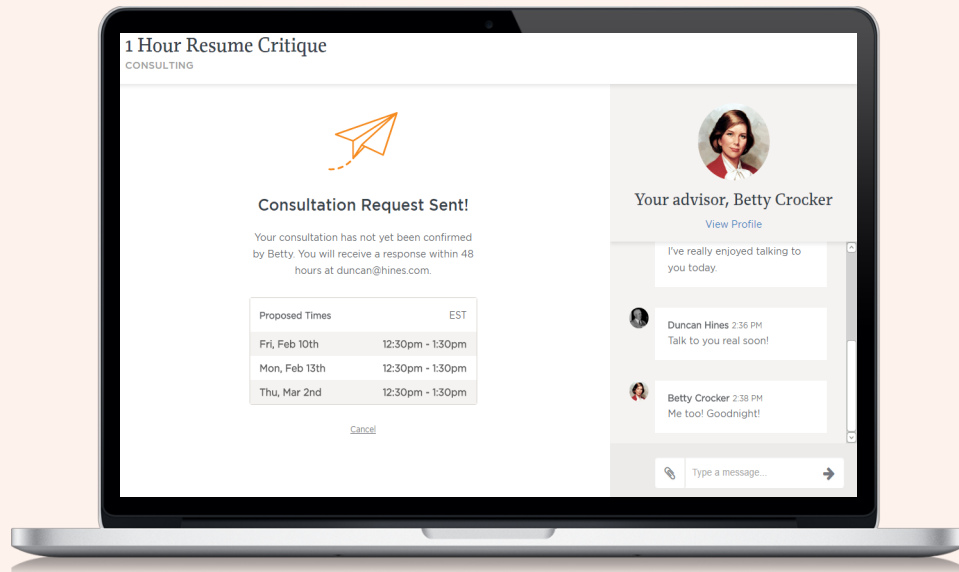 1 Hour Resume Critique
CONSULTING
Consultation Request Sent!
Your consultation has not yet been confirmed
by Betty. You will receive a response within 48
hours at duncan@hines.com.
Proposed Times EST
Fri, Feb 10th 12:30pm - 1:30pm
Mon, Feb 13th 12:30pm - 1:30pm
Thu, Mar 2nd 12:30pm - 1:30pm
Cancel
Your advisor, Betty Crocker
View Profile
I've really enjoyed talking to
you today.
Duncan Hines 2:36 PM
Talk to you real soon!
Betty Crocker 2:38 PM
Me too! Goodnight!
Type a message...